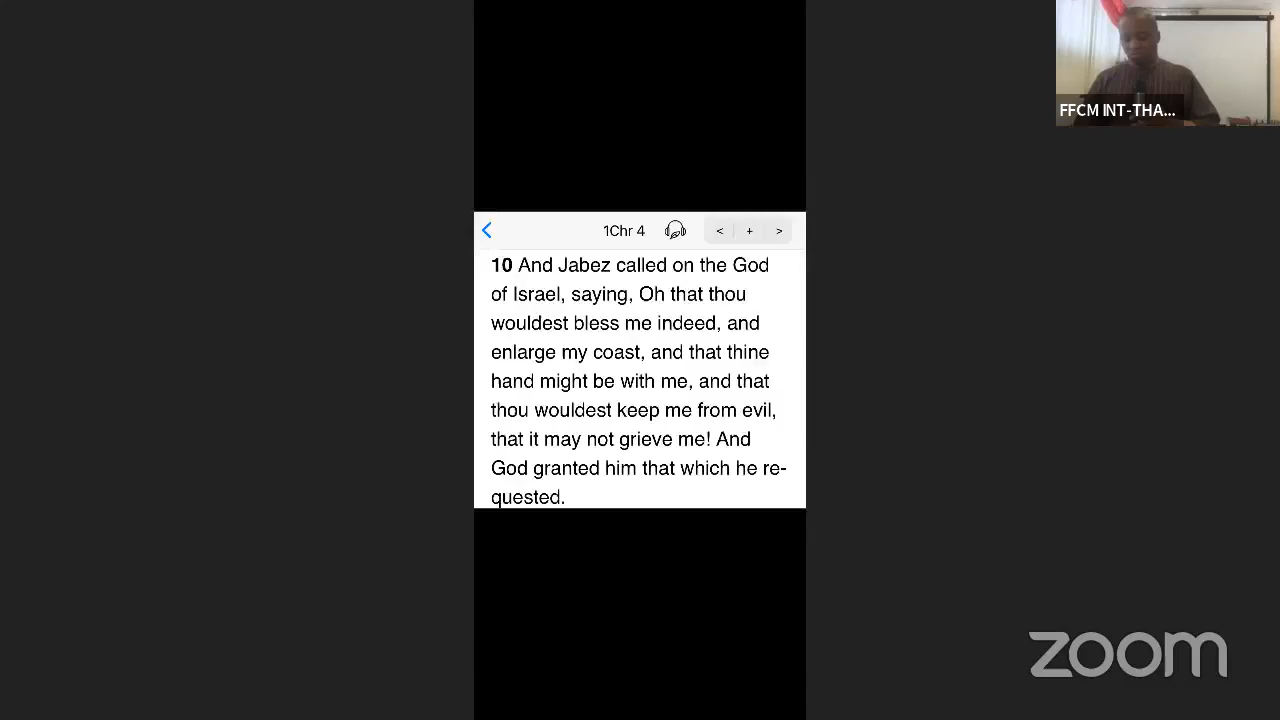 FFCM INT-THA...
1Chr 4
< + >
10 And Jabez called on the God
of Israel, saying, Oh that thou
wouldest bless me indeed, and
enlarge my coast, and that thine
hand might be with me, and that
thou wouldest keep me from evil,
that it may not grieve me! And
God granted him that which he re-
quested.
zoom